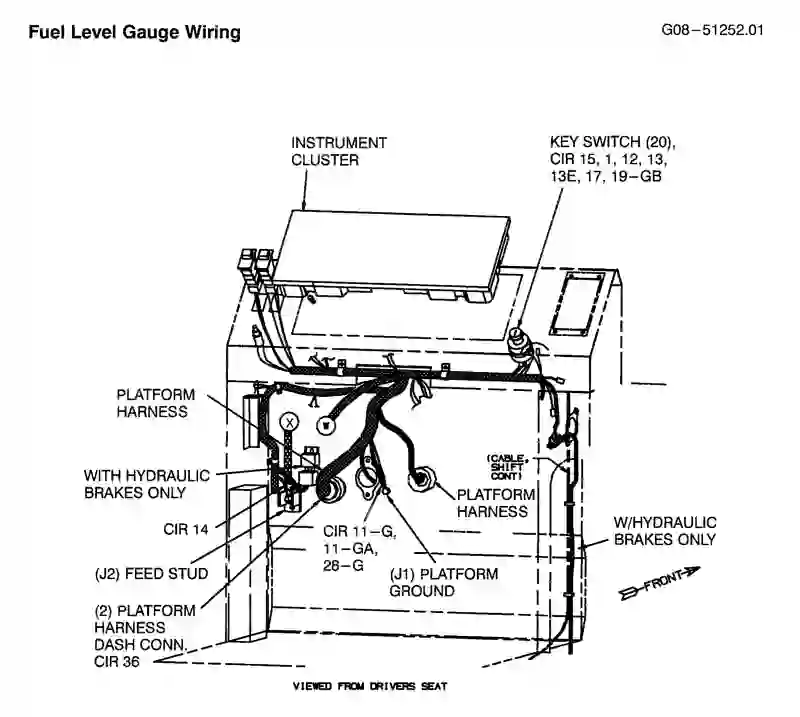 Fuel Level Gauge Wiring
G08-51252.01
INSTRUMENT
CLUSTER
KEY SWITCH (20),
CIR 15, 1, 12, 13,
13E, 17, 19-GB
PLATFORM
HARNESS
X
W
WITH HYDRAULIC
BRAKES ONLY
(CABLE,
SHIFT
CONT)
PLATFORM
HARNESS
CIR 14
CIR 11-G,
11-GA,
28-G
W/HYDRAULIC
BRAKES ONLY
(J2) FEED STUD
(J1) PLATFORM
GROUND
FRONT
(2) PLATFORM
HARNESS
DASH CONN.
CIR 36
VIEWED FROM DRIVERS SEAT